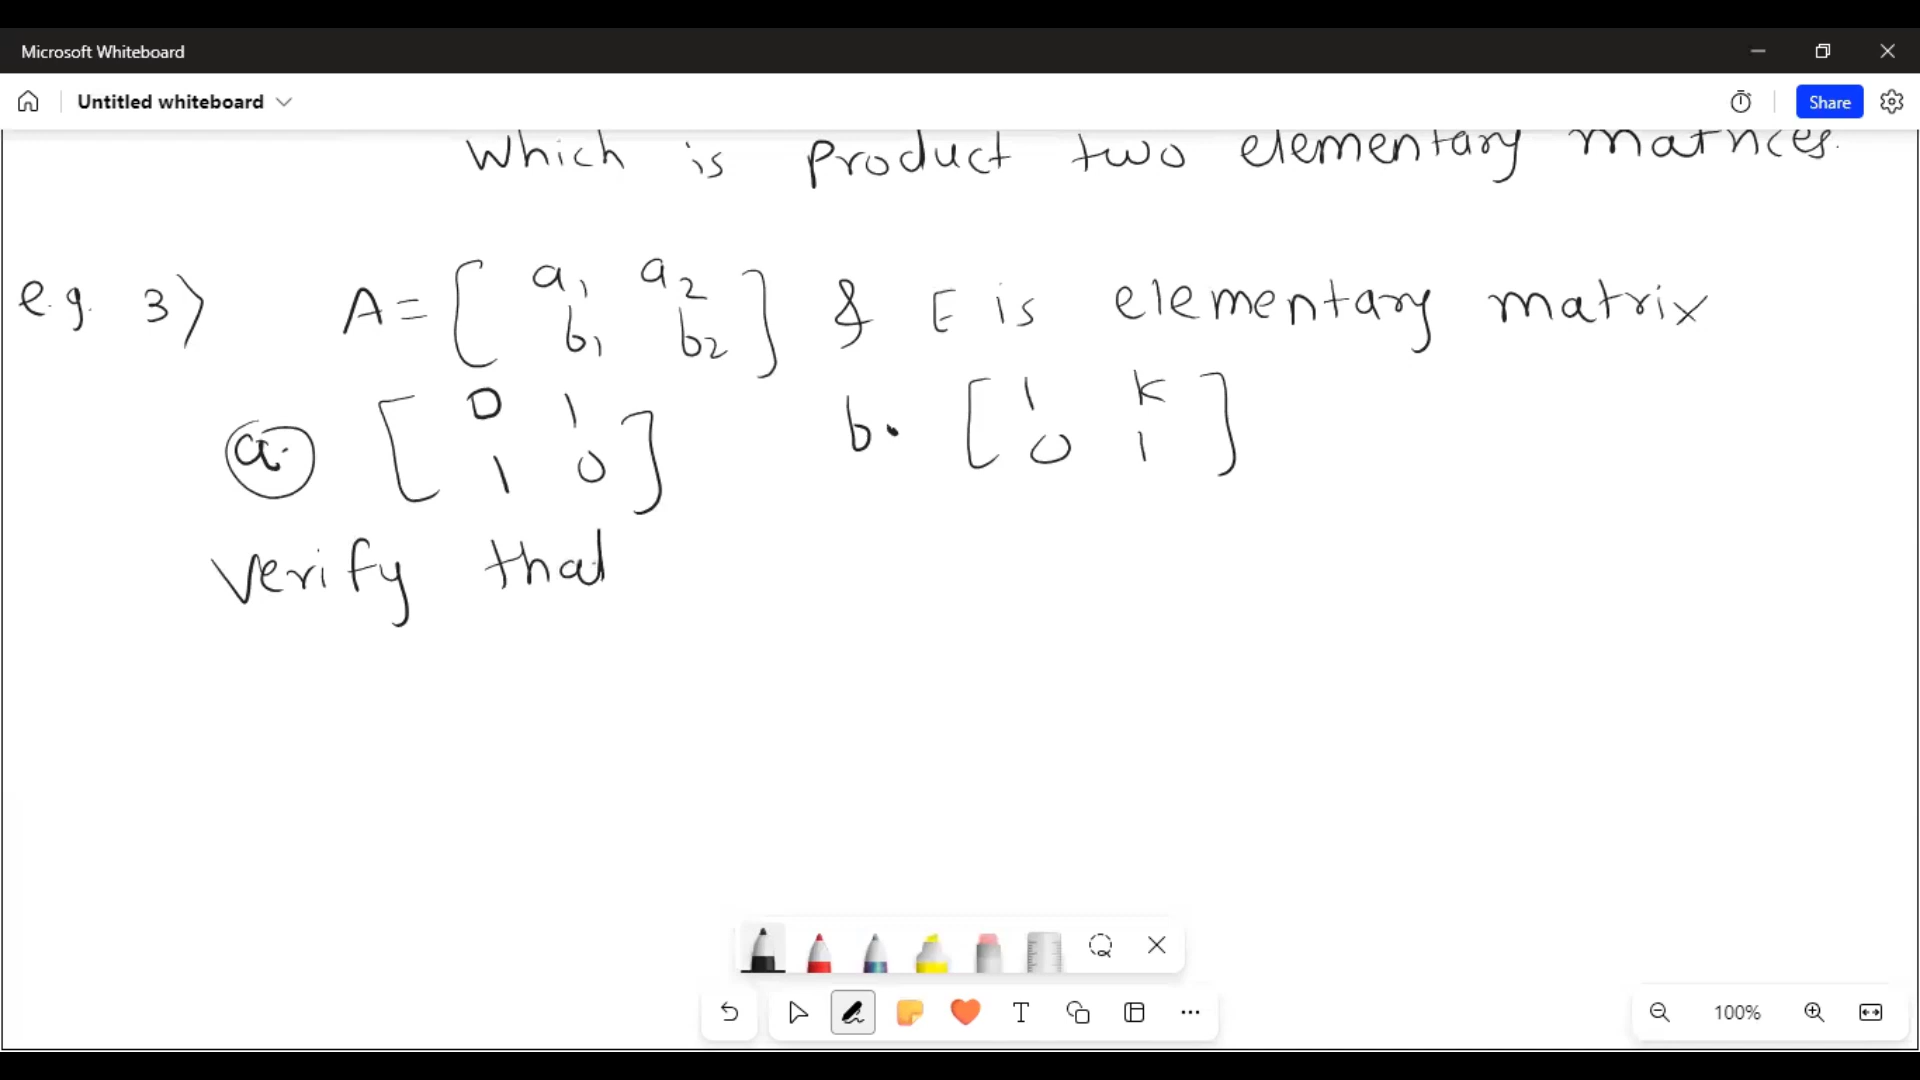 Microsoft Whiteboard
Untitled whiteboard
Share
Which is product two elementary matrices.
e.g. 3) A = [ a1 a2 & E is elementary matrix
b1 b2 ]
a. [ 0 1 b. [ 1 k
1 0 ] 0 1 ]
verify that
100%